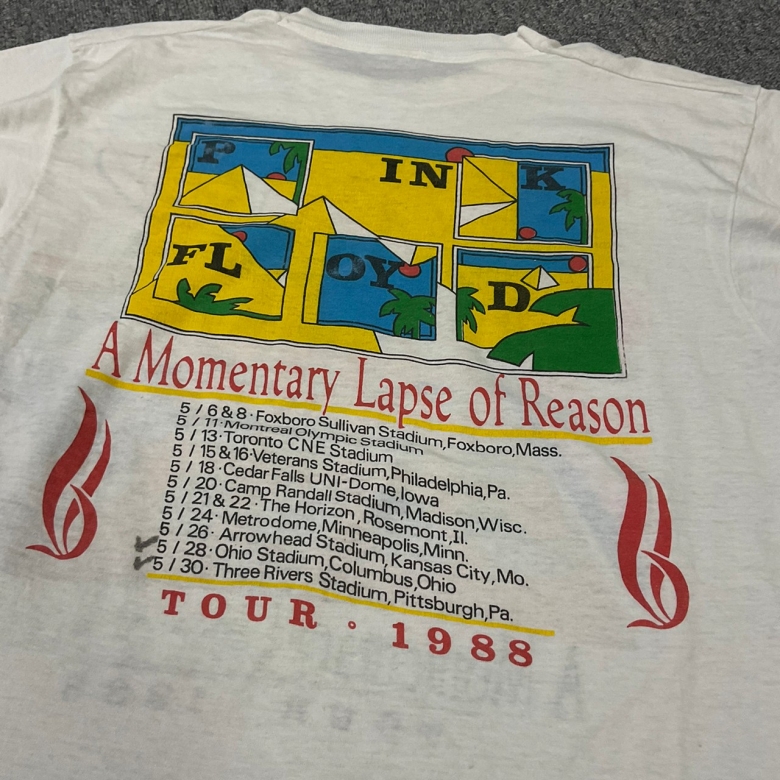 PINK
FLOYD
A Momentary Lapse of Reason
5/6&8·Foxboro Sullivan Stadium,Foxboro,Mass.
5/11·Montreal Olympic Stadium
5/13·Toronto CNE Stadium
5/15&16·Veterans Stadium,Philadelphia,Pa.
5/18·Cedar Falls UNI-Dome,Iowa
5/20·Camp Randall Stadium,Madison,Wisc.
5/21&22·The Horizon,Rosemont,Il.
5/24·Metrodome,Minneapolis,Minn.
5/26·Arrowhead Stadium,Kansas City,Mo.
5/28·Ohio Stadium,Columbus,Ohio
5/30·Three Rivers Stadium,Pittsburgh,Pa.
TOUR ° 1988